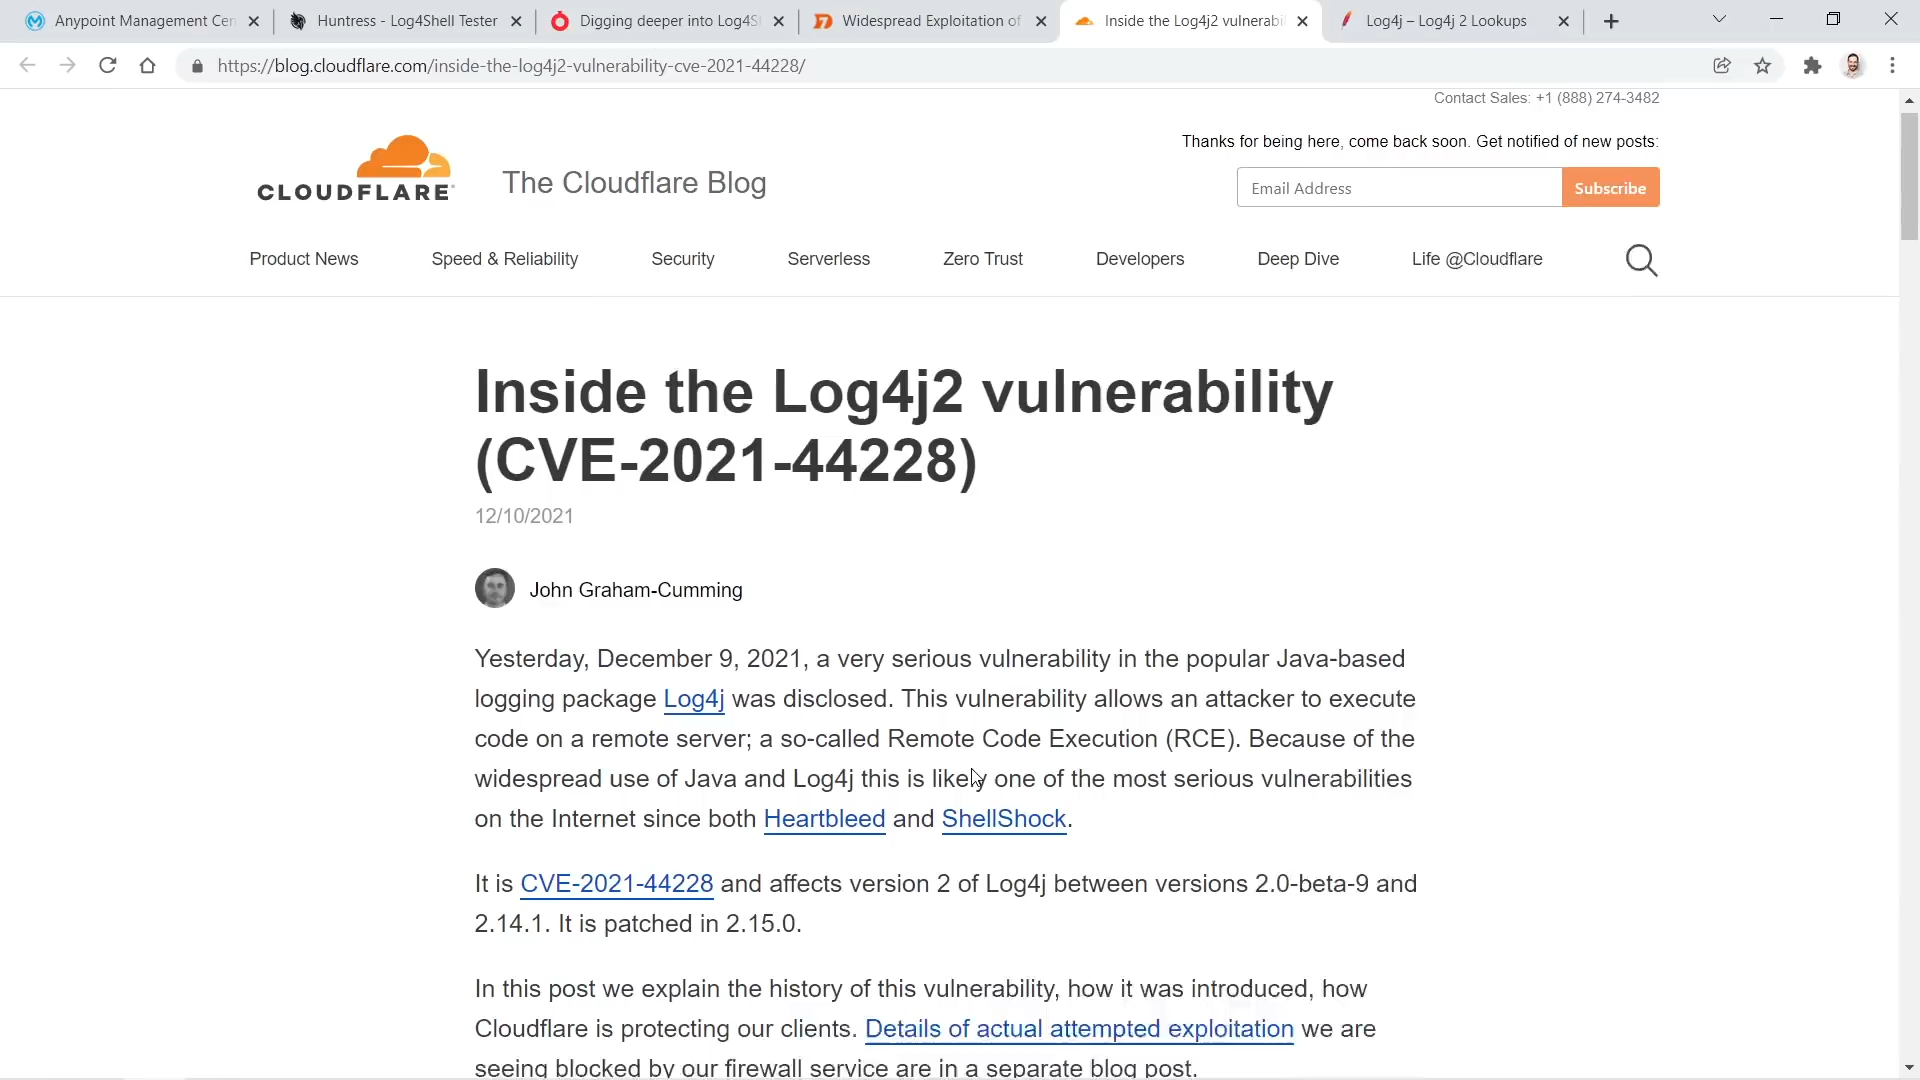 Anypoint Management Cen
Huntress - Log4Shell Tester
Digging deeper into Log4S
Widespread Exploitation of
Inside the Log4j2 vulnerabil
Log4j – Log4j 2 Lookups
https://blog.cloudflare.com/inside-the-log4j2-vulnerability-cve-2021-44228/
Contact Sales: +1 (888) 274-3482
Thanks for being here, come back soon. Get notified of new posts:
CLOUDFLARE
The Cloudflare Blog
Email Address
Subscribe
Product News
Speed & Reliability
Security
Serverless
Zero Trust
Developers
Deep Dive
Life @Cloudflare
Inside the Log4j2 vulnerability
(CVE-2021-44228)
12/10/2021
John Graham-Cumming
Yesterday, December 9, 2021, a very serious vulnerability in the popular Java-based
logging package Log4j was disclosed. This vulnerability allows an attacker to execute
code on a remote server; a so-called Remote Code Execution (RCE). Because of the
widespread use of Java and Log4j this is likely one of the most serious vulnerabilities
on the Internet since both Heartbleed and ShellShock.
It is CVE-2021-44228 and affects version 2 of Log4j between versions 2.0-beta-9 and
2.14.1. It is patched in 2.15.0.
In this post we explain the history of this vulnerability, how it was introduced, how
Cloudflare is protecting our clients. Details of actual attempted exploitation we are
seeing blocked by our firewall service are in a separate blog post.